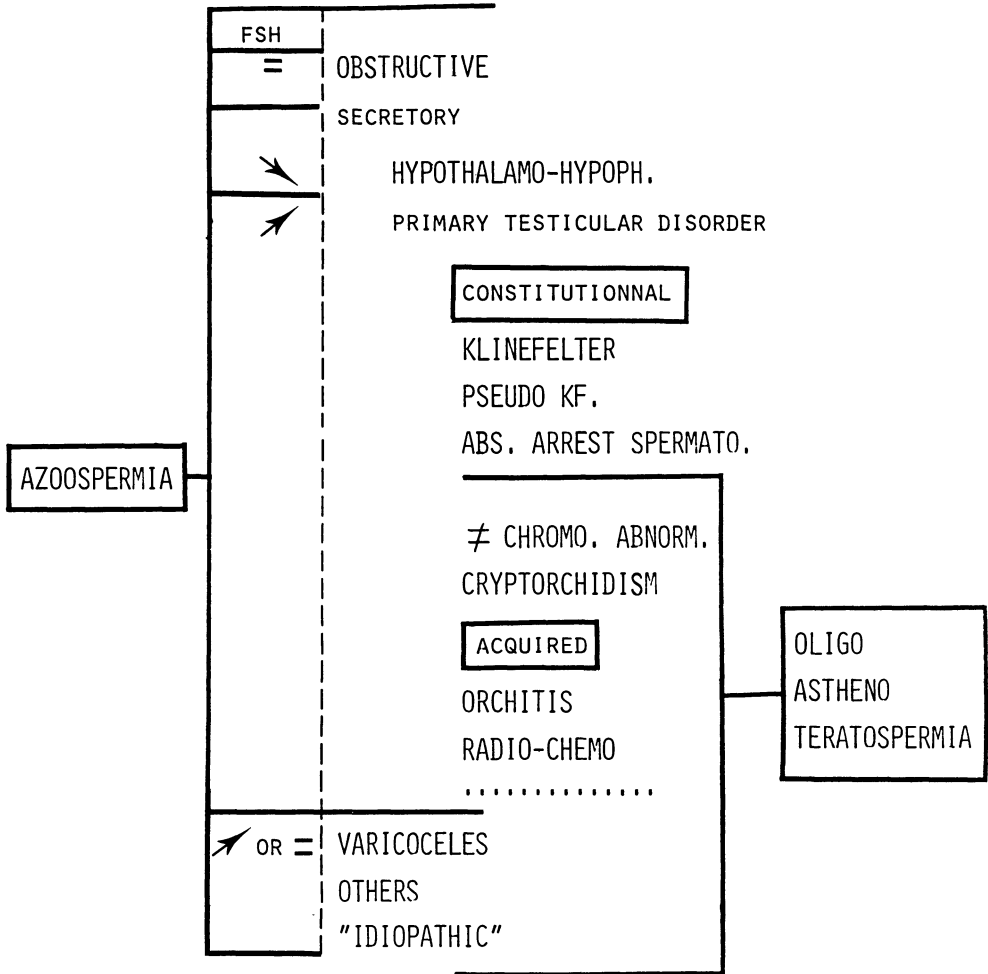 FSH
= OBSTRUCTIVE
SECRETORY
↘ HYPOTHALAMO-HYPOPH.
↗ PRIMARY TESTICULAR DISORDER
CONSTITUTIONNAL
KLINEFELTER
PSEUDO KF.
ABS. ARREST SPERMATO.
AZOOSPERMIA
≠ CHROMO. ABNORM.
CRYPTORCHIDISM
ACQUIRED
ORCHITIS
RADIO-CHEMO
..............
OLIGO
ASTHENO
TERATOSPERMIA
↗ OR = VARICOCELES
OTHERS
"IDIOPATHIC"